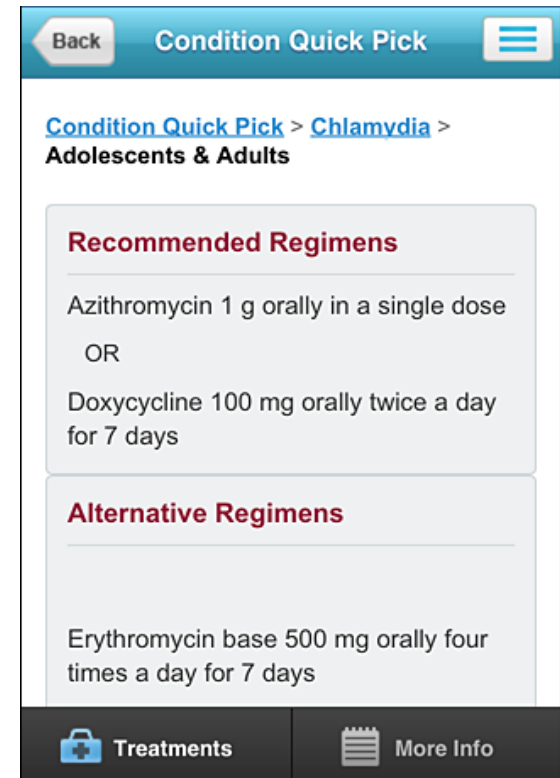 Back
Condition Quick Pick
Condition Quick Pick > Chlamydia >
Adolescents & Adults
Recommended Regimens
Azithromycin 1 g orally in a single dose
OR
Doxycycline 100 mg orally twice a day
for 7 days
Alternative Regimens
Erythromycin base 500 mg orally four
times a day for 7 days
Treatments
More Info